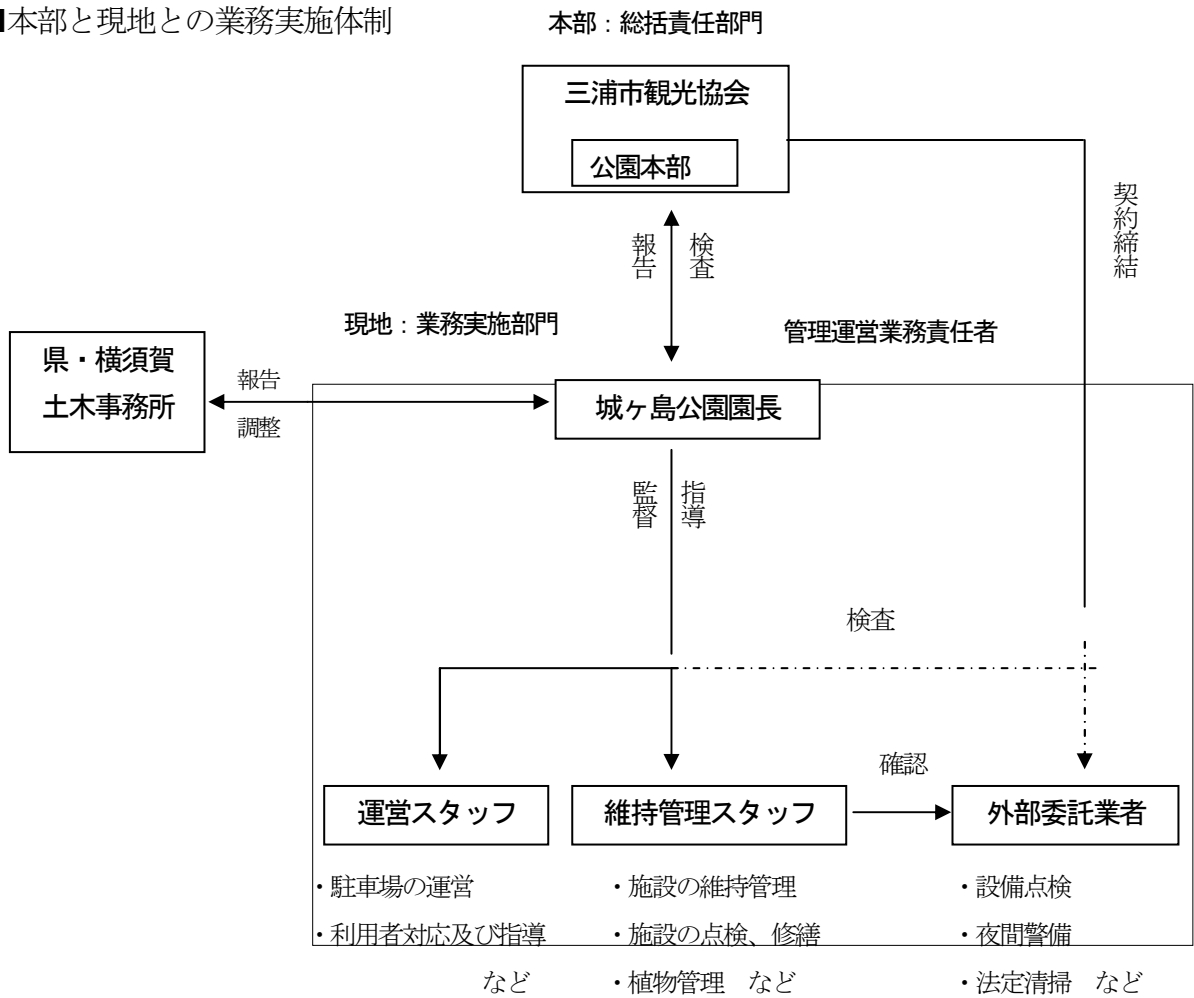 ■本部と現地との業務実施体制
本部：総括責任部門
三浦市観光協会
公園本部
契約締結
報告
検査
現地：業務実施部門
管理運営業務責任者
県・横須賀
土木事務所
報告
調整
城ヶ島公園園長
監督
指導
検査
確認
運営スタッフ
維持管理スタッフ
外部委託業者
・駐車場の運営
・利用者対応及び指導
など
・施設の維持管理
・施設の点検、修繕
・植物管理　など
・設備点検
・夜間警備
・法定清掃　など